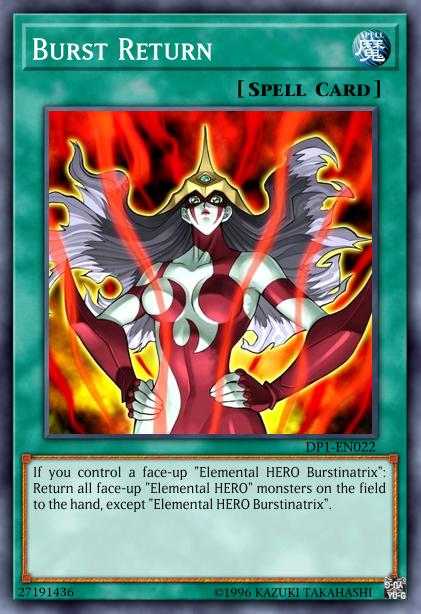 Burst Return
[Spell Card]
DP1-EN022
If you control a face-up "Elemental HERO Burstinatrix":
Return all face-up "Elemental HERO" monsters on the field
to the hand, except "Elemental HERO Burstinatrix".
27191436
©1996 KAZUKI TAKAHASHI